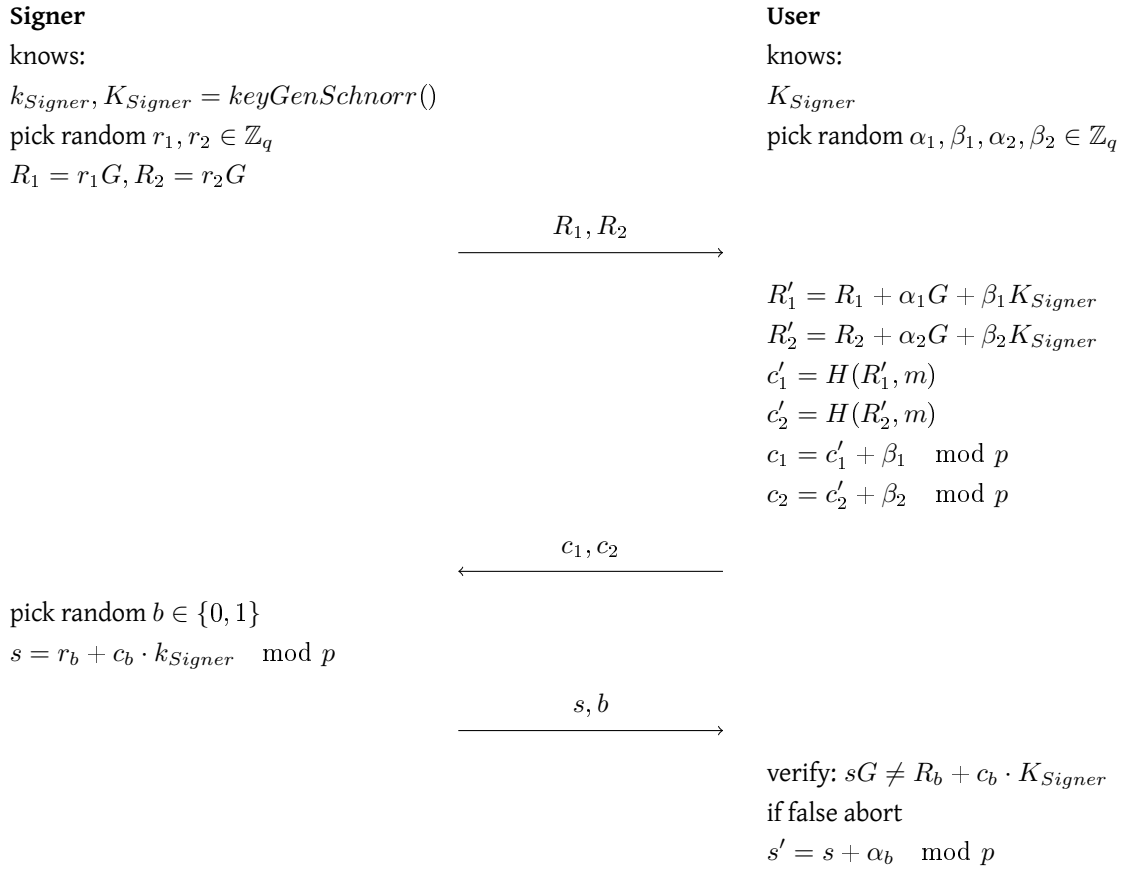 Signer
knows:
k_{Signer}, K_{Signer} = keyGenSchnorr()
pick random r_1, r_2 ∈ ℤ_q
R_1 = r_1G, R_2 = r_2G
User
knows:
K_{Signer}
pick random α_1, β_1, α_2, β_2 ∈ ℤ_q
R_1, R_2
R'_1 = R_1 + α_1G + β_1K_{Signer}
R'_2 = R_2 + α_2G + β_2K_{Signer}
c'_1 = H(R'_1, m)
c'_2 = H(R'_2, m)
c_1 = c'_1 + β_1 mod p
c_2 = c'_2 + β_2 mod p
c_1, c_2
pick random b ∈ {0, 1}
s = r_b + c_b · k_{Signer} mod p
s, b
verify: sG ≠ R_b + c_b · K_{Signer}
if false abort
s' = s + α_b mod p